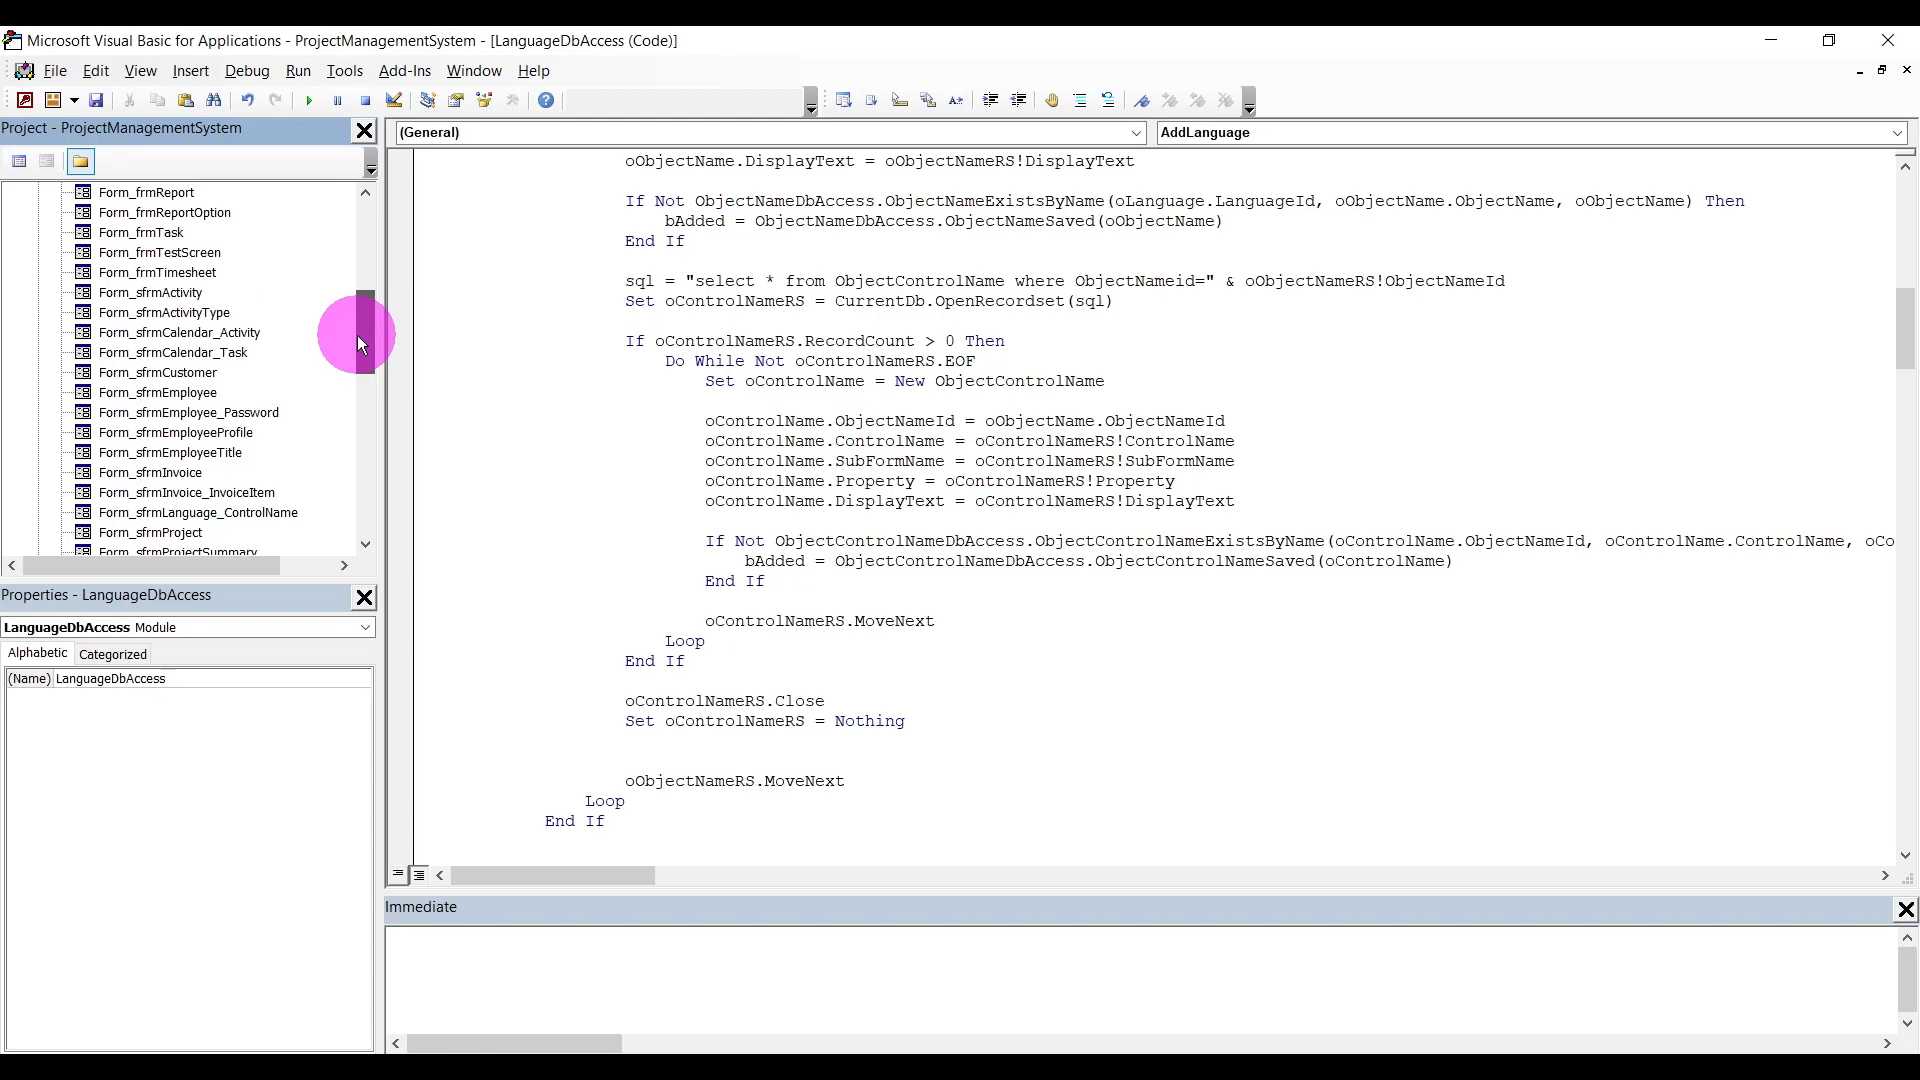 Microsoft Visual Basic for Applications - ProjectManagementSystem - [LanguageDbAccess (Code)]
File Edit View Insert Debug Run Tools Add-Ins Window Help
Project - ProjectManagementSystem
(General)
AddLanguage
Form_frmReport
Form_frmReportOption
Form_frmTask
Form_frmTestScreen
Form_frmTimesheet
Form_sfrmActivity
Form_sfrmActivityType
Form_sfrmCalendar_Activity
Form_sfrmCalendar_Task
Form_sfrmCustomer
Form_sfrmEmployee
Form_sfrmEmployee_Password
Form_sfrmEmployeeProfile
Form_sfrmEmployeeTitle
Form_sfrmInvoice
Form_sfrmInvoice_InvoiceItem
Form_sfrmLanguage_ControlName
Form_sfrmProject
Form_sfrmProjectSummary
Properties - LanguageDbAccess
LanguageDbAccess Module
Alphabetic Categorized
(Name) LanguageDbAccess
oObjectName.DisplayText = oObjectNameRS!DisplayText
If Not ObjectNameDbAccess.ObjectNameExistsByName(oLanguage.LanguageId, oObjectName.ObjectName, oObjectName) Then
bAdded = ObjectNameDbAccess.ObjectNameSaved(oObjectName)
End If
sql = "select * from ObjectControlName where ObjectNameid=" & oObjectNameRS!ObjectNameId
Set oControlNameRS = CurrentDb.OpenRecordset(sql)
If oControlNameRS.RecordCount > 0 Then
Do While Not oControlNameRS.EOF
Set oControlName = New ObjectControlName
oControlName.ObjectNameId = oObjectName.ObjectNameId
oControlName.ControlName = oControlNameRS!ControlName
oControlName.SubFormName = oControlNameRS!SubFormName
oControlName.Property = oControlNameRS!Property
oControlName.DisplayText = oControlNameRS!DisplayText
If Not ObjectControlNameDbAccess.ObjectControlNameExistsByName(oControlName.ObjectNameId, oControlName.ControlName, oCo
bAdded = ObjectControlNameDbAccess.ObjectControlNameSaved(oControlName)
End If
oControlNameRS.MoveNext
Loop
End If
oControlNameRS.Close
Set oControlNameRS = Nothing
oObjectNameRS.MoveNext
Loop
End If
Immediate